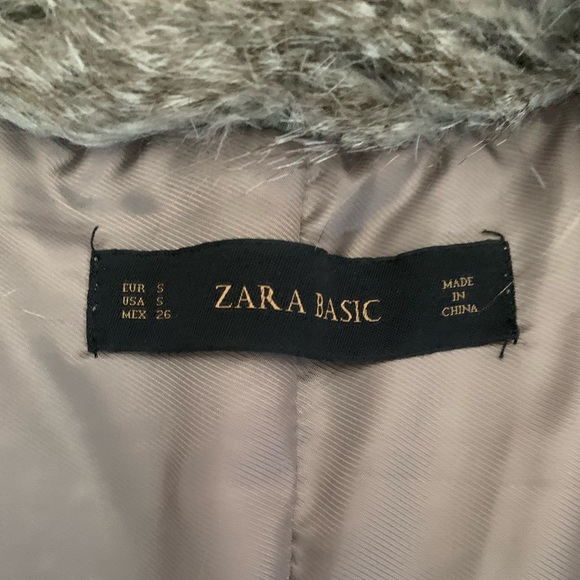 EUR S
USA S
MEX 26
ZARA BASIC
MADE
IN
CHINA